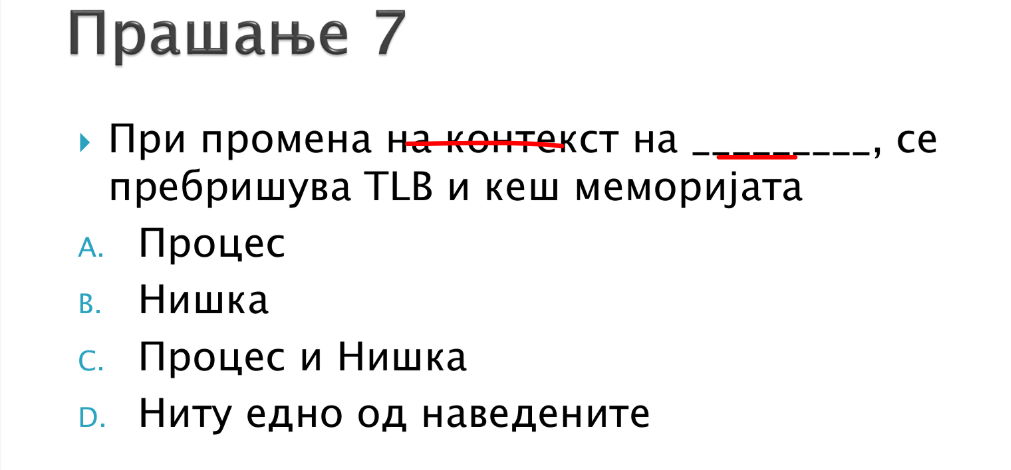 Прашање 7
При промена на контекст на _________, се
пребришува TLB и кеш меморијата
A. Процес
B. Нишка
C. Процес и Нишка
D. Ниту едно од наведените